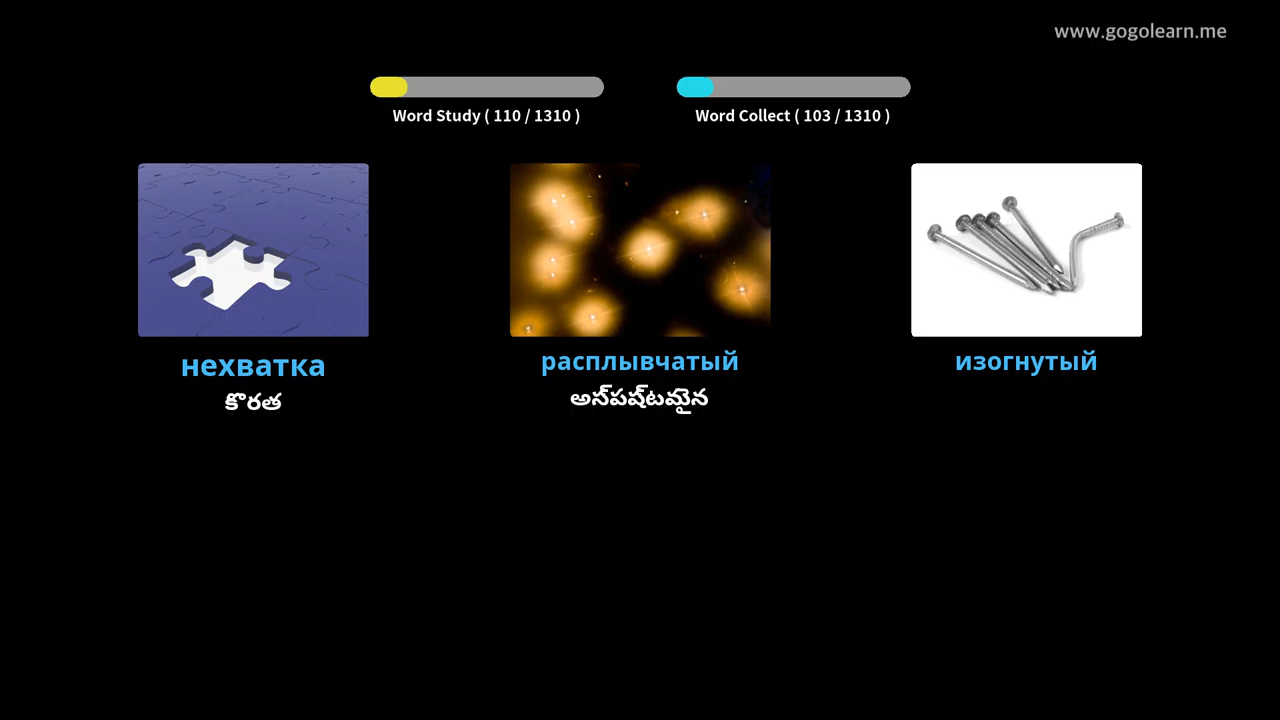 www.gogolearn.me
Word Study ( 110 / 1310 )
Word Collect ( 103 / 1310 )
нехватка
расплывчатый
изогнутый
కొరత
అస్పష్టమైన